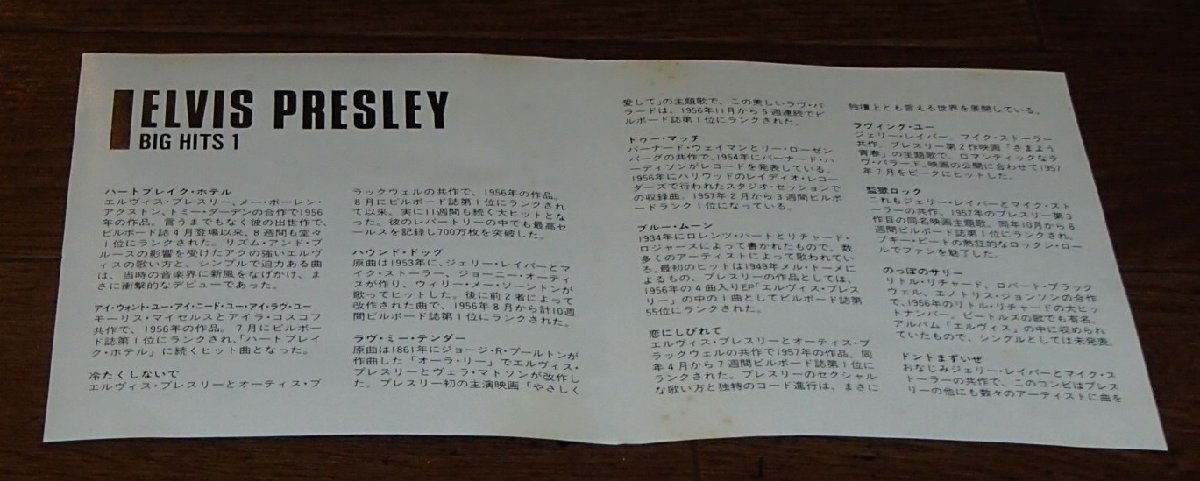 ELVIS PRESLEY
BIG HITS 1
ハートブレイク・ホテル
エルヴィス・プレスリー、メー・ボーレン・
アクストン、トミー・ダーデンの合作で1956
年の作品。言うまでもなく彼の出世作で、
ビルボード誌4月登場以来、8週間も堂々
1位にランクされた。リズム・アンド・ブ
ルースの影響を受けたアクの強いエルヴ
ィスの歌い方と、シンプルで迫力ある曲
は、当時の音楽界に新風をなげかけ、ま
さに衝撃的なデビューであった。
アイ・ウォント・ユー・アイ・ニード・ユー・アイ・ラヴ・ユー
モーリス・マイセルスとアイラ・コスコフ
共作で、1956年の作品。7月にビルボー
ド誌第1位にランクされ、「ハートブレイ
ク・ホテル」に続くヒット曲となった。
冷たくしないで
エルヴィス・プレスリーとオーティス・ブ
ラックウェルの共作で、1956年の作品。
8月にビルボード誌第1位にランクされ
て以来、実に11週間も続く大ヒットとな
った。彼のレパートリーの中でも最高セ
ールスを記録し700万枚を突破した。
ハウンド・ドッグ
原曲は1953年に、ジェリー・レイバーとマ
イク・ストーラー、ジョーニー・オーティ
スが作り、ウィリー・メー・ソーントンが
歌ってヒットした。後に前2者によって
改作された曲で、1956年8月から計10週
間ビルボード誌第1位にランクされた。
ラヴ・ミー・テンダー
原曲は1861年にジョージ・R・プールトンが
作曲した「オーラ・リー」でエルヴィス・
プレスリーとヴェラ・マトソンが改作し
た。プレスリー初の主演映画「やさしく
愛して」の主題歌で、この美しいラヴ・バ
ラードは、1956年11月から5週連続でビ
ルボード誌第1位にランクされた。
トゥー・マッチ
バーナード・ウェイマンとリー・ローゼン
バーグの共作で、1954年にバーナード・ハ
ーディソンがレコードを発表している。
1956年にハリウッドのレイディオ・レコー
ダーズで行われたスタジオ・セッションで
の収録曲。1957年2月から3週間ビルボ
ードランク1位になっている。
ブルー・ムーン
1934年にロレンツ・ハートとリチャード・
ロジャースによって書かれたもので、数
多くのアーティストによって歌われてい
る。最初のヒットは1949年メル・トーメに
よるもの。プレスリーの作品としては、
1956年の4曲入りEP「エルヴィス・プレス
リー」の中の1曲としてビルボード誌第
55位にランクされた。
恋にしびれて
エルヴィス・プレスリーとオーティス・ブ
ラックウェルの共作で1957年の作品。同
年4月から7週間ビルボード誌第1位に
ランクされた。プレスリーのセクシャル
な歌い方と独特のコード進行は、まさに
独壇上とも言える世界を展開している。
ラヴィング・ユー
ジェリー・レイバー、マイク・ストーラー
共作。プレスリー第2作映画「さまよう
青春」の主題歌で、ロマンティックなラ
ヴ・バラード。映画の公開に合わせて1957
年7月をピークにヒットした。
監獄ロック
これもジェリー・レイバーとマイク・スト
ーラーの共作。1957年のプレスリー第3
作目の同名映画主題歌。同年10月から6
週間ビルボード誌第1位にランクされ、
ブギー・ビートの熱狂的なロックン・ロー
ルでファンを魅了した。
のっぽのサリー
リトル・リチャード、ロバート・ブラック
ウェル、エノトリス・ジョンソンの合作
で、1956年のリトル・リチャードの大ヒッ
トナンバー。ビートルズの歌でも有名。
アルバム「エルヴィス」の中に収められ
ていたもので、シングルとしては未発表。
ドントまずいぜ
おなじみジェリー・レイバーとマイク・ス
トーラーの共作で、このコンビはプレス
リーの他にも数々のアーティストに曲を